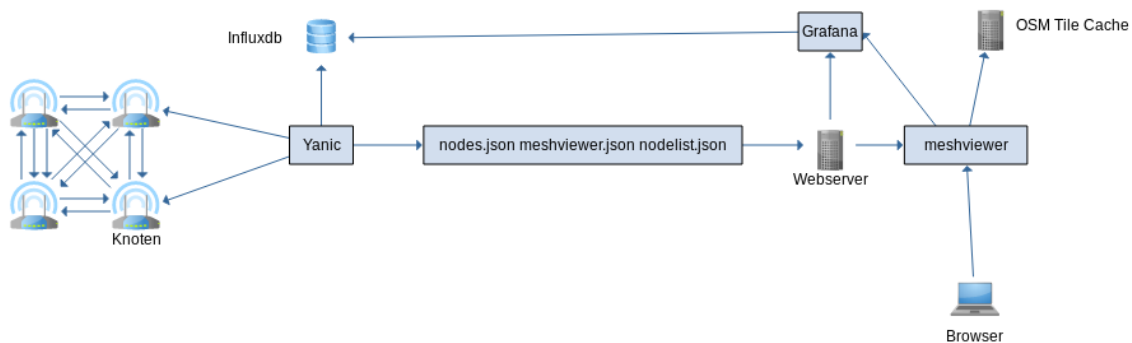 Influxdb
Grafana
OSM Tile Cache
Yanic
nodes.json meshviewer.json nodelist.json
meshviewer
Webserver
Knoten
Browser